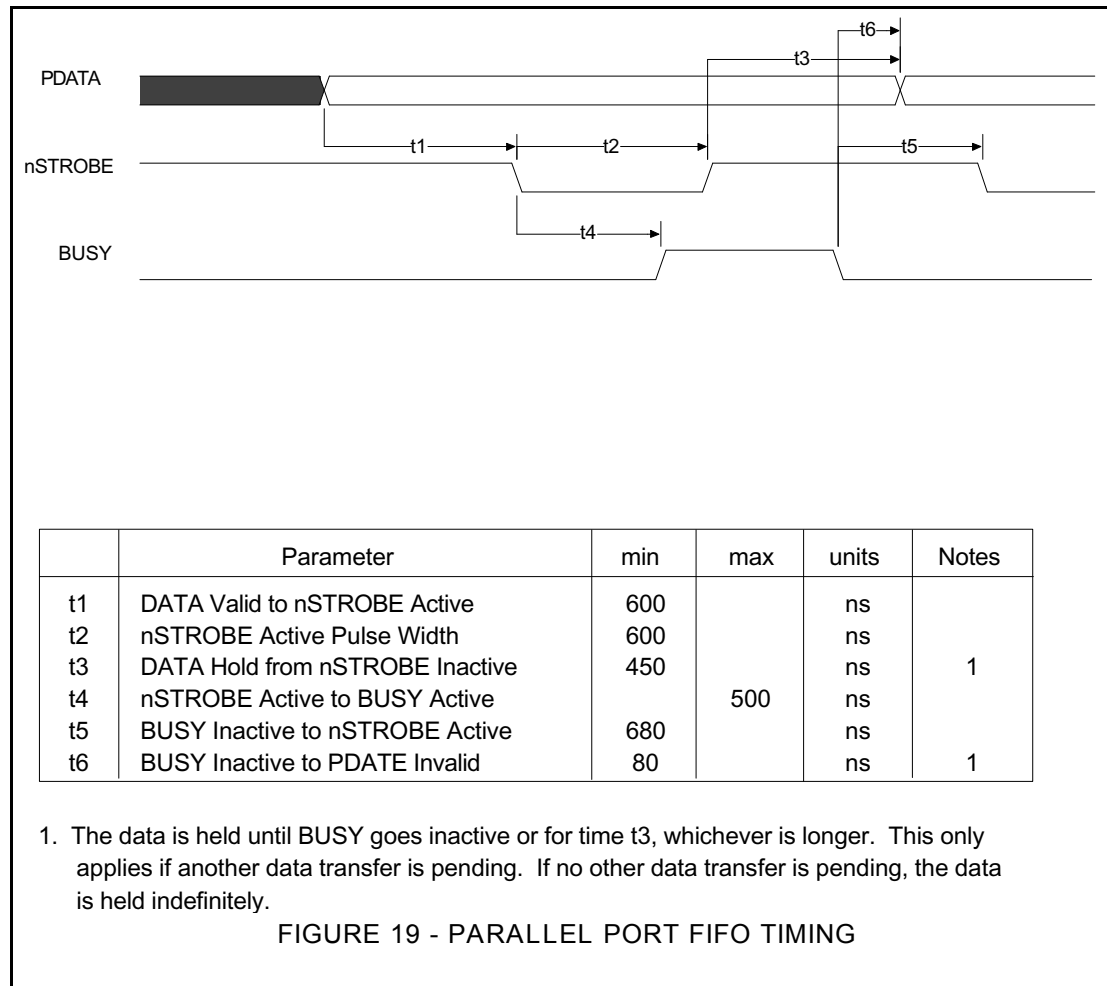 t6
t3
PDATA
t1
t2
t5
nSTROBE
t4
BUSY
Parameter min max units Notes
t1 DATA Valid to nSTROBE Active 600 ns
t2 nSTROBE Active Pulse Width 600 ns
t3 DATA Hold from nSTROBE Inactive 450 ns 1
t4 nSTROBE Active to BUSY Active 500 ns
t5 BUSY Inactive to nSTROBE Active 680 ns
t6 BUSY Inactive to PDATE Invalid 80 ns 1
1. The data is held until BUSY goes inactive or for time t3, whichever is longer. This only
applies if another data transfer is pending. If no other data transfer is pending, the data
is held indefinitely.
FIGURE 19 - PARALLEL PORT FIFO TIMING